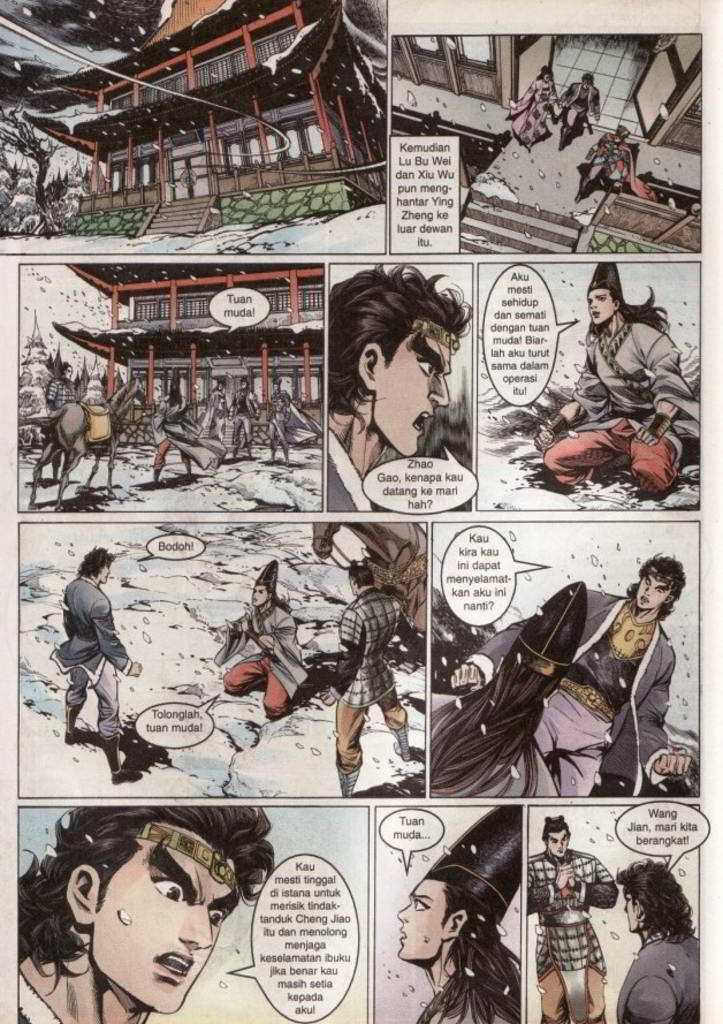 Kemudian
Lu Bu Wei
dan Xiu Wu
pun meng-
hantar Ying
Zheng ke
luar dewan
itu.
Tuan
muda!
Zhao
Gao, kenapa kau
datang ke mari
hah?
Aku
mesti
sehidup
dan semati
dengan tuan
muda! Biar-
lah aku turut
sama dalam
operasi
itu!
Bodoh!
Tolonglah,
tuan muda!
Kau
kira kau
ini dapat
menyelamat-
kan aku ini
nanti?
Kau
mesti tinggal
di istana untuk
merisik tindak-
tanduk Cheng Jiao
itu dan menolong
menjaga
keselamatan ibuku
jika benar kau
masih setia
kepada
aku!
Tuan
muda...
Wang
Jian, mari kita
berangkat!